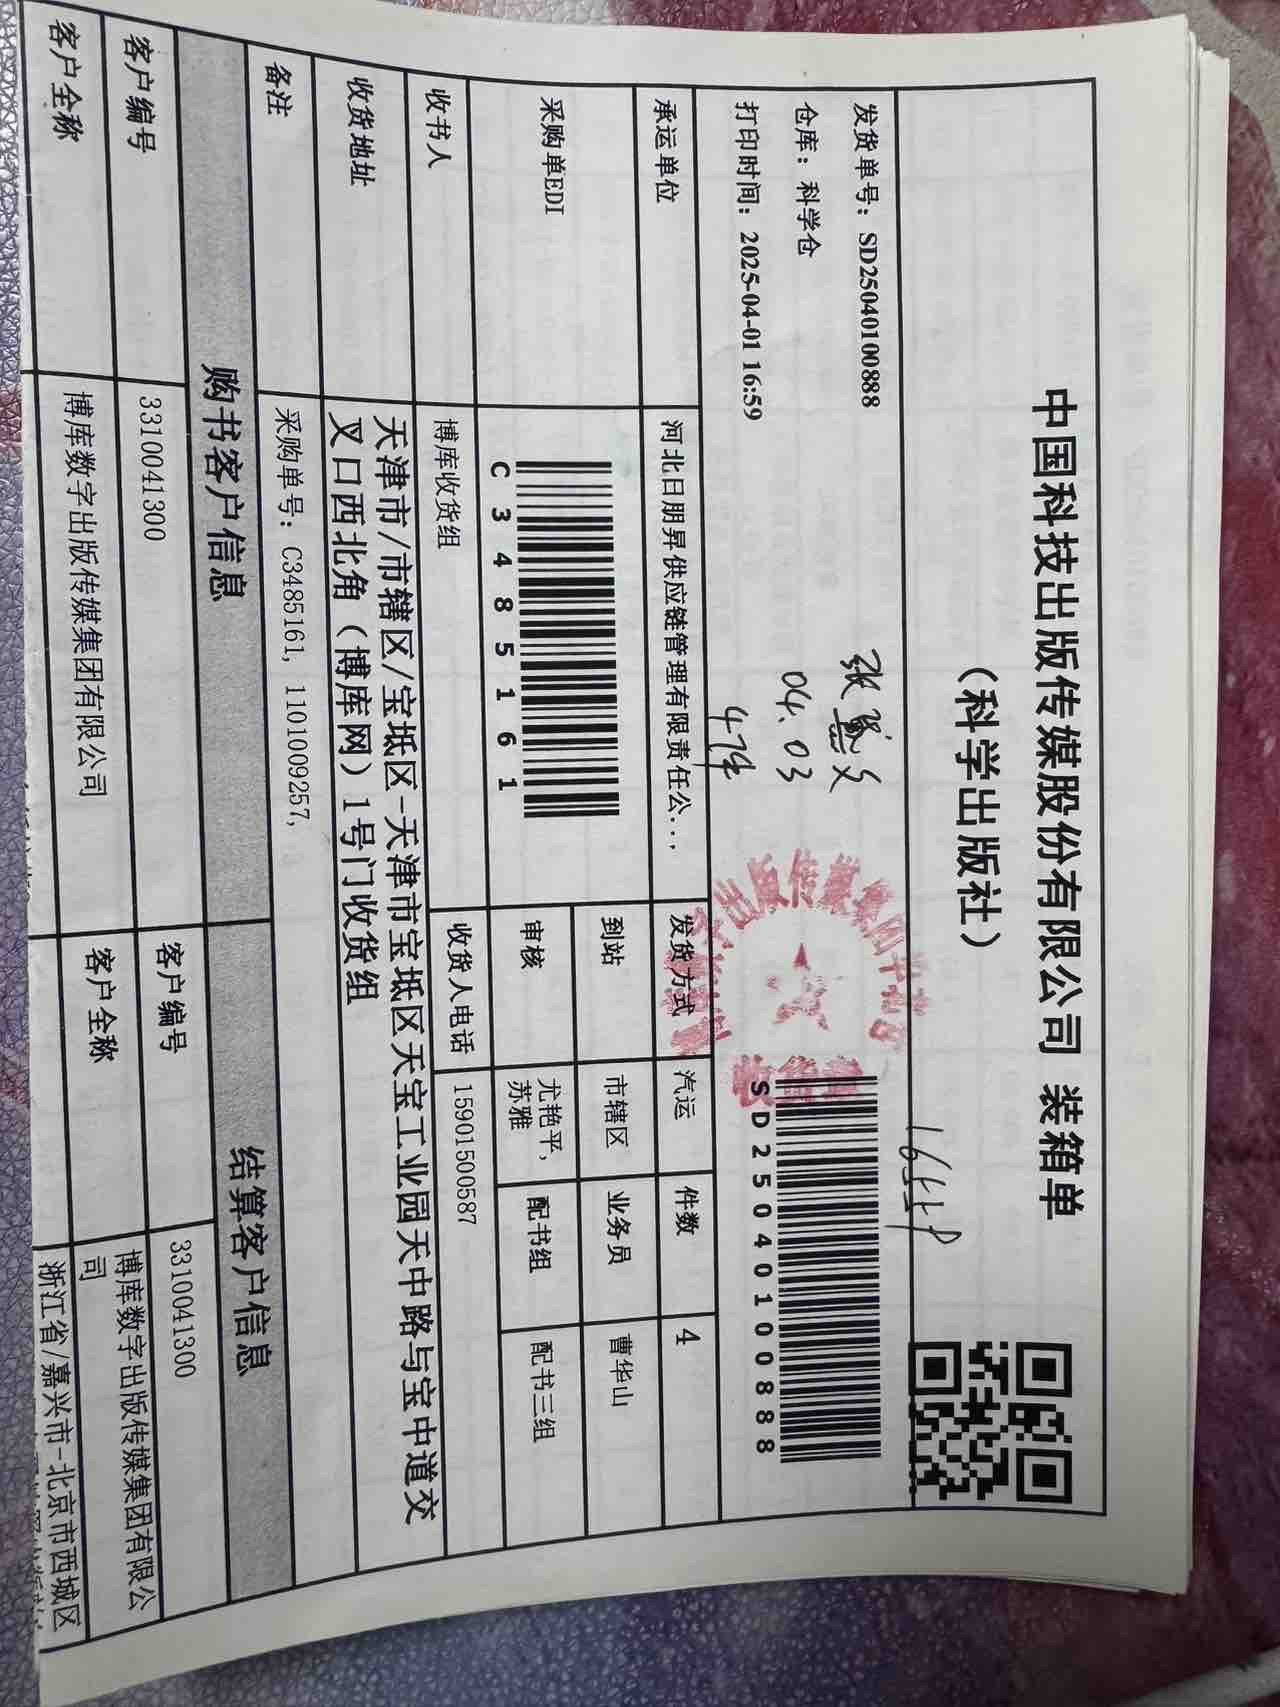 中国科技出版传媒股份有限公司 装箱单
（科学出版社）
发货单号：SD25040100888
仓库：科学仓
打印时间：2025-04-01 16:59
04.03
4件
SD25040100888
承运单位 河北日朋昇供应链管理有限责任公... 发货方式 汽运 件数 4
采购单EDI C3485161 到站 市辖区 业务员 曹华山
审核 尤艳平,苏雅 配书组 配书三组
收书人 博库收货组 收货人电话 15901500587
收货地址 天津市/市辖区/宝坻区-天津市宝坻区天宝工业园天中路与宝中道交
叉口西北角（博库网）1号门收货组
备注 采购单号：C3485161, 1101009257,
购书客户信息 结算客户信息
客户编号 3310041300 客户编号 3310041300
客户全称 博库数字出版传媒集团有限公司 客户全称 博库数字出版传媒集团有限公
司
浙江省/嘉兴市-北京市西城区